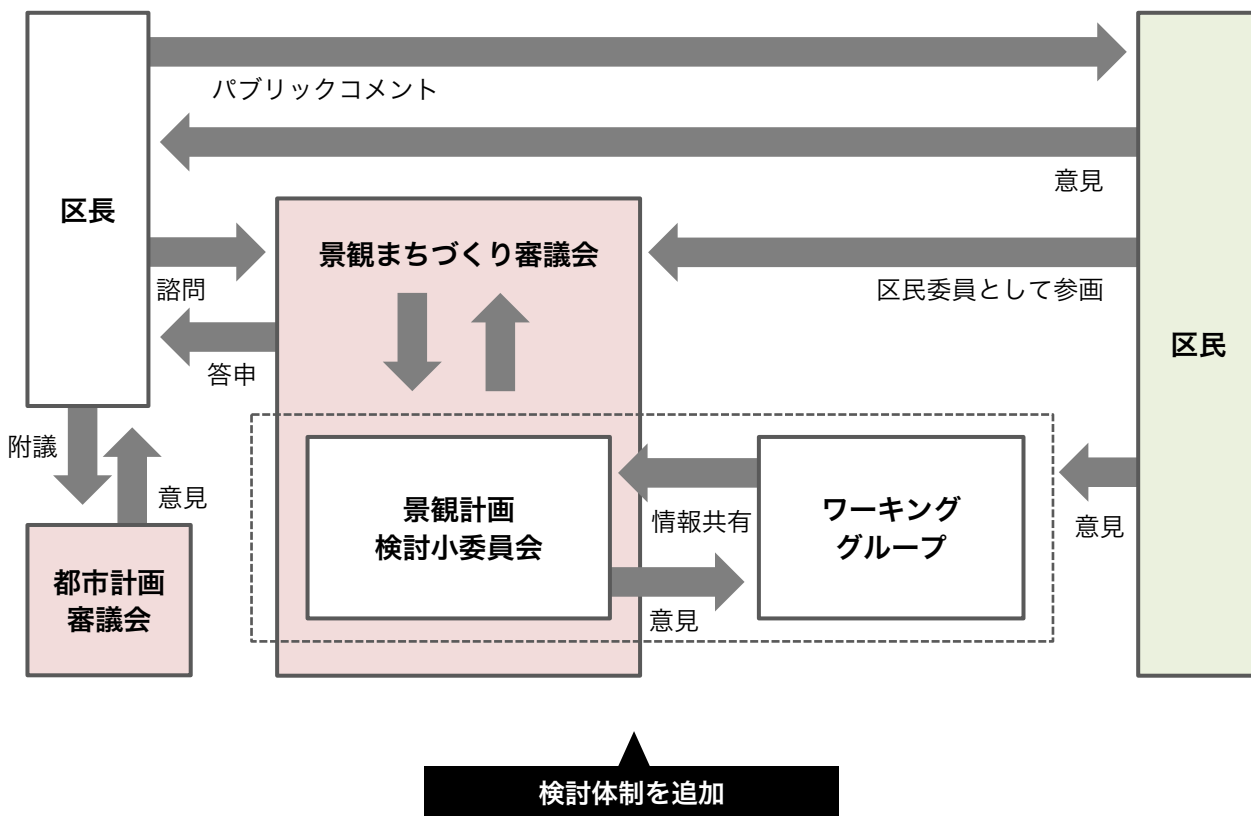 パブリックコメント
意見
区長
景観まちづくり審議会
諮問
区民委員として参画
答申
区民
附議
意見
景観計画
検討小委員会
情報共有
ワーキング
グループ
意見
都市計画
審議会
意見
検討体制を追加